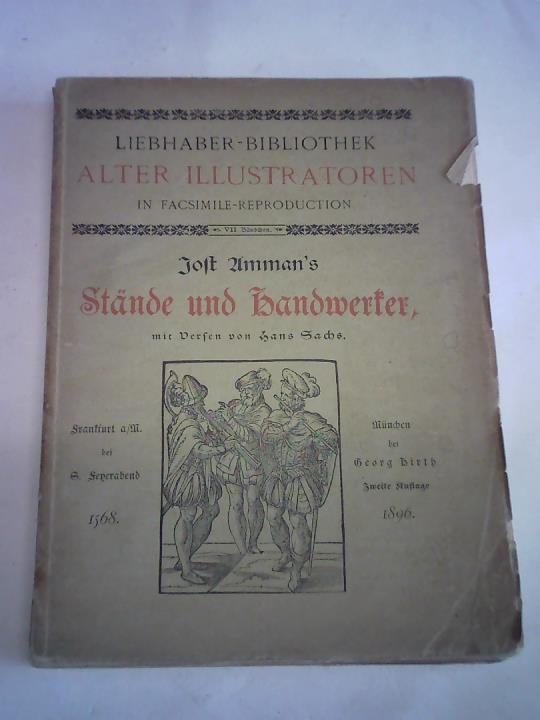 LIEBHABER-BIBLIOTHEK
ALTER ILLUSTRATOREN
IN FACSIMILE-REPRODUCTION
VII Bändchen.
Jost Amman's
Stände und Handwerker,
mit Versen von Hans Sachs.
Frankfurt a/M.
bei
S. Feyerabend
1568.
München
bei
Georg Hirth
Zweite Auflage
1896.